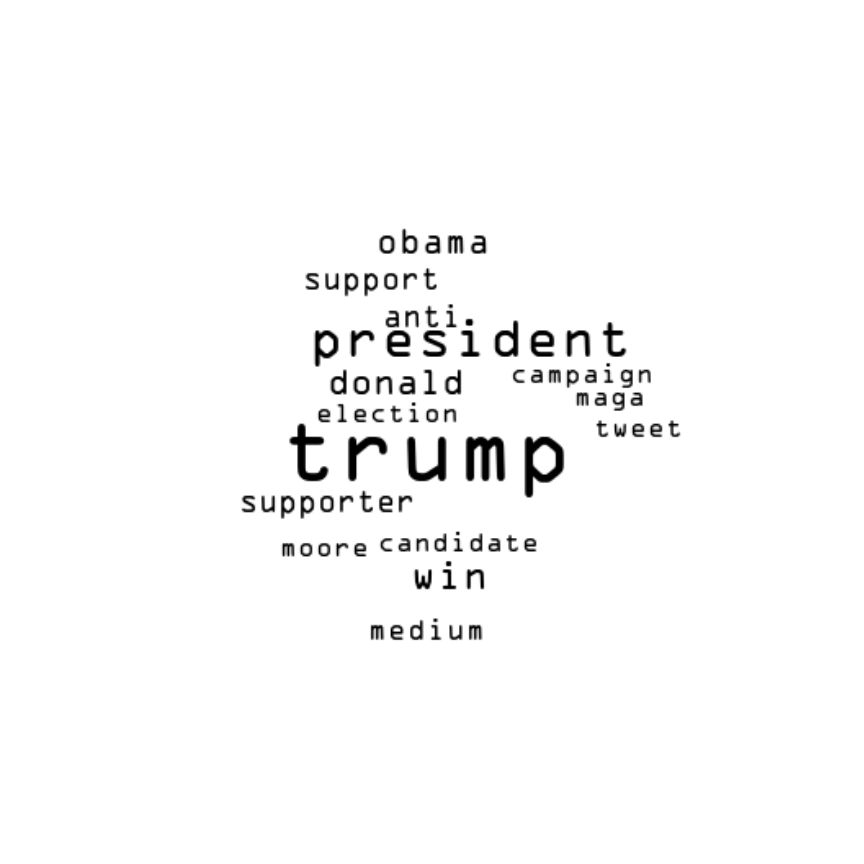 obama
support
anti
president
donald
campaign
maga
election
tweet
trump
supporter
moore candidate
win
medium